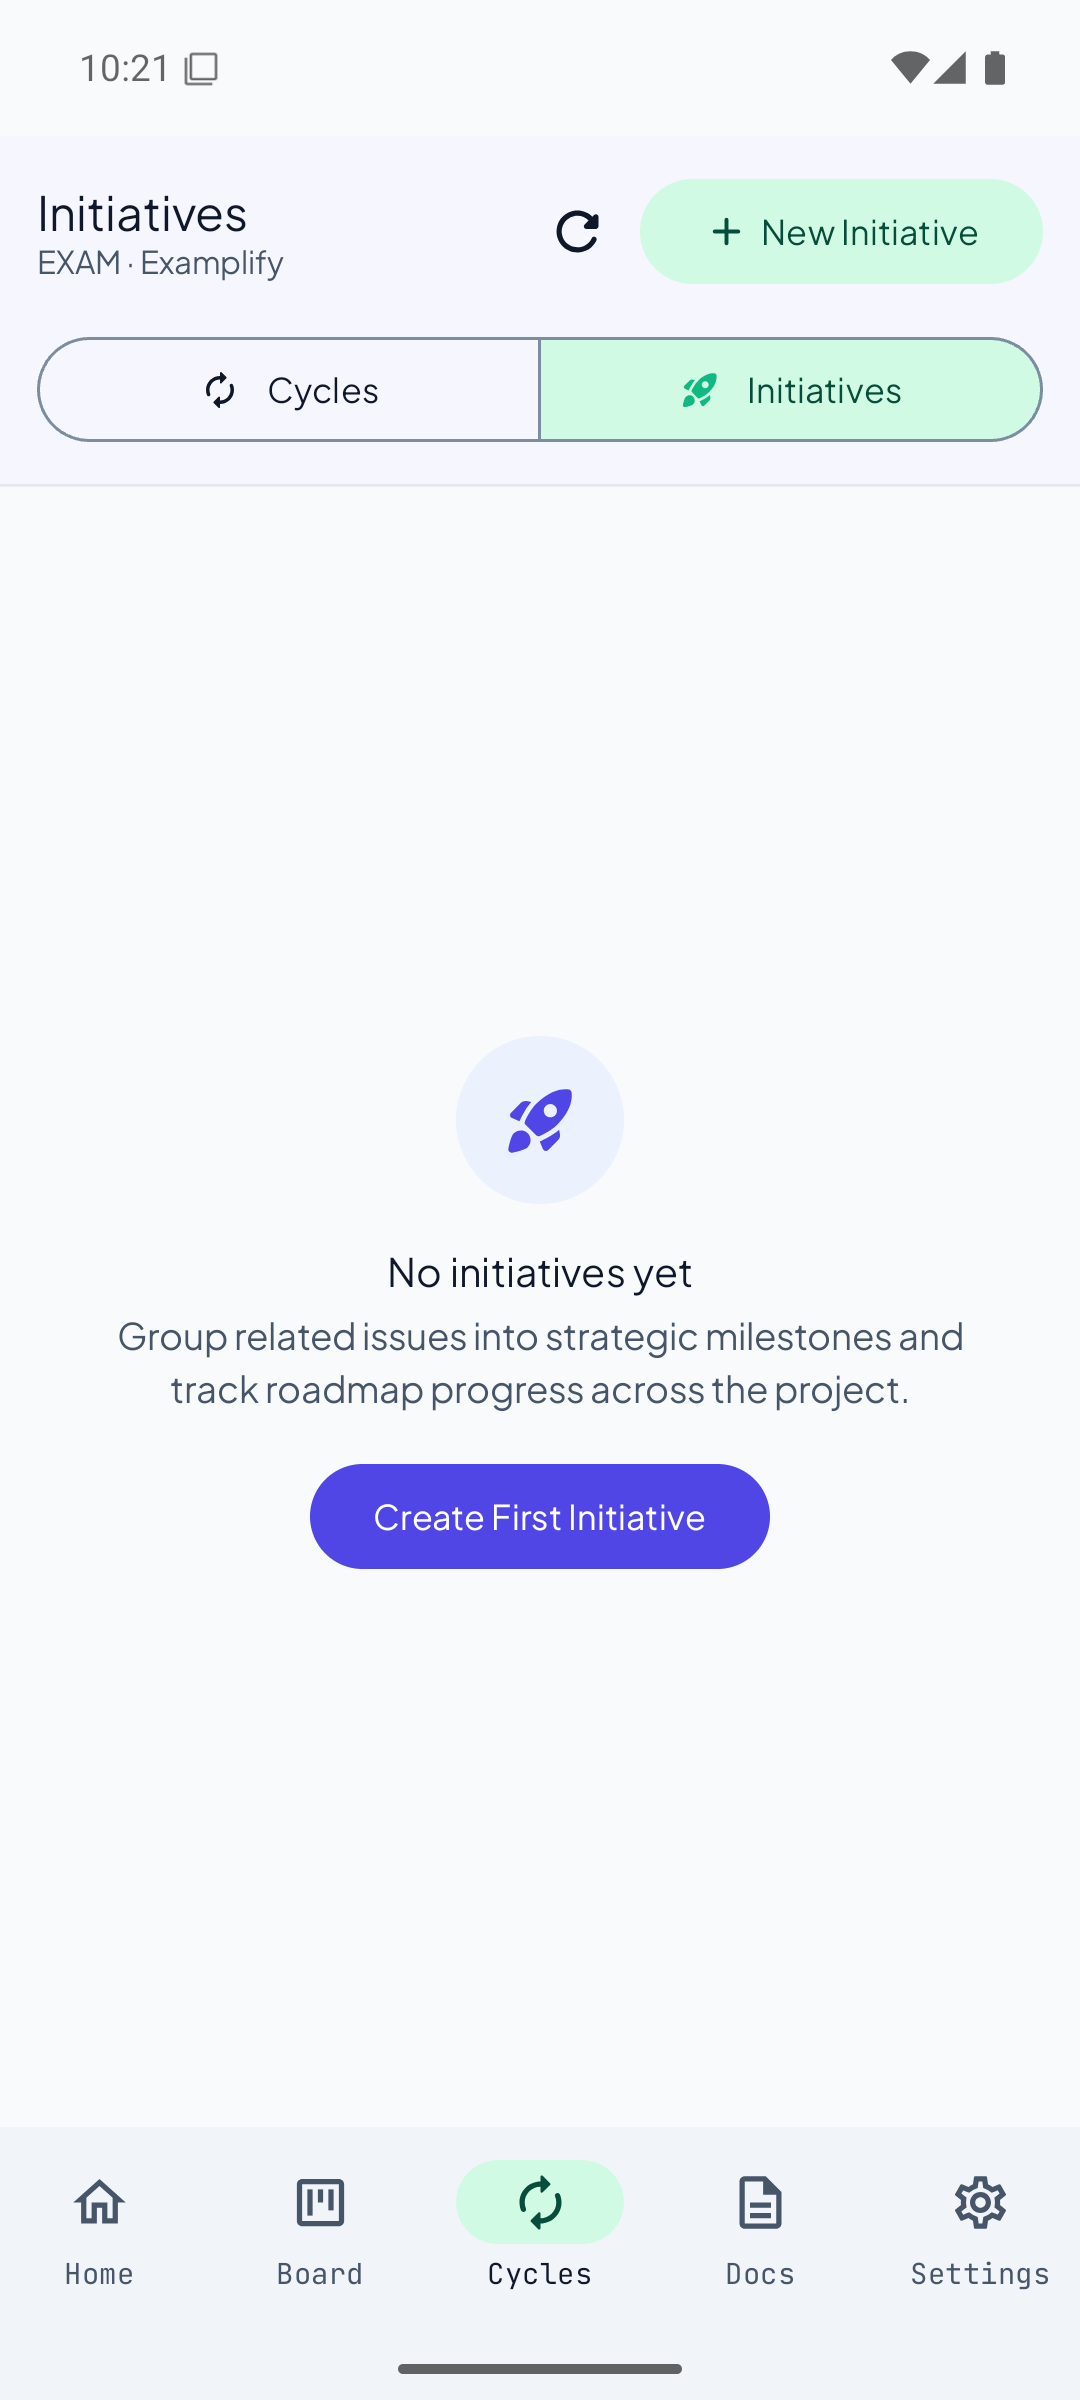 10:21
Initiatives
EXAM · Examplify
New Initiative
Cycles
Initiatives
No initiatives yet
Group related issues into strategic milestones and
track roadmap progress across the project.
Create First Initiative
Home
Board
Cycles
Docs
Settings